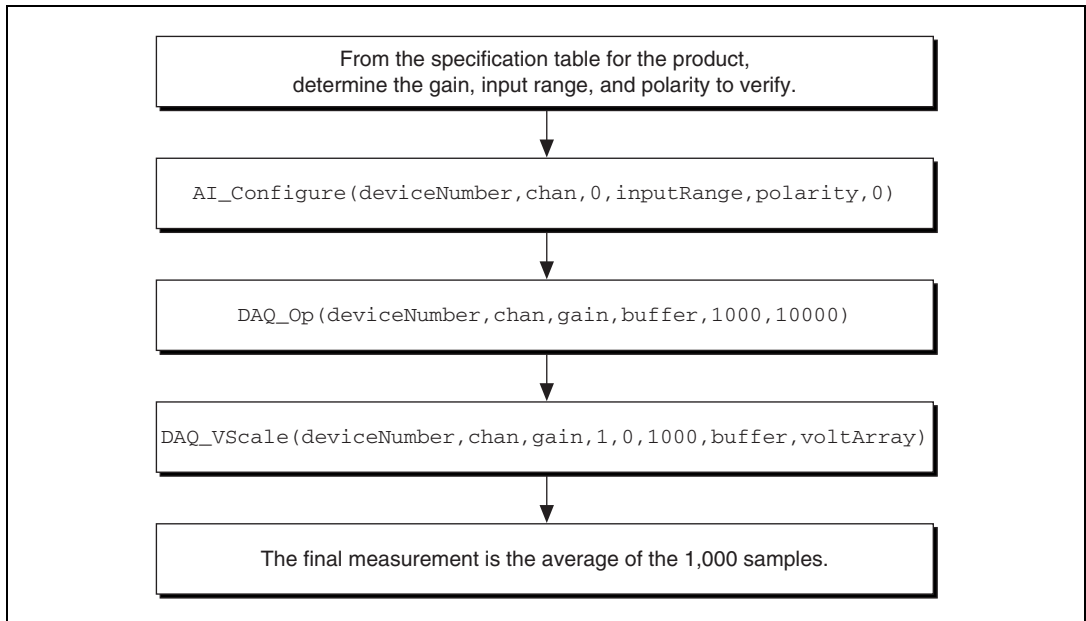 From the specification table for the product,
determine the gain, input range, and polarity to verify.
AI_Configure(deviceNumber,chan,0,inputRange,polarity,0)
DAQ_Op(deviceNumber,chan,gain,buffer,1000,10000)
DAQ_VScale(deviceNumber,chan,gain,1,0,1000,buffer,voltArray)
The final measurement is the average of the 1,000 samples.